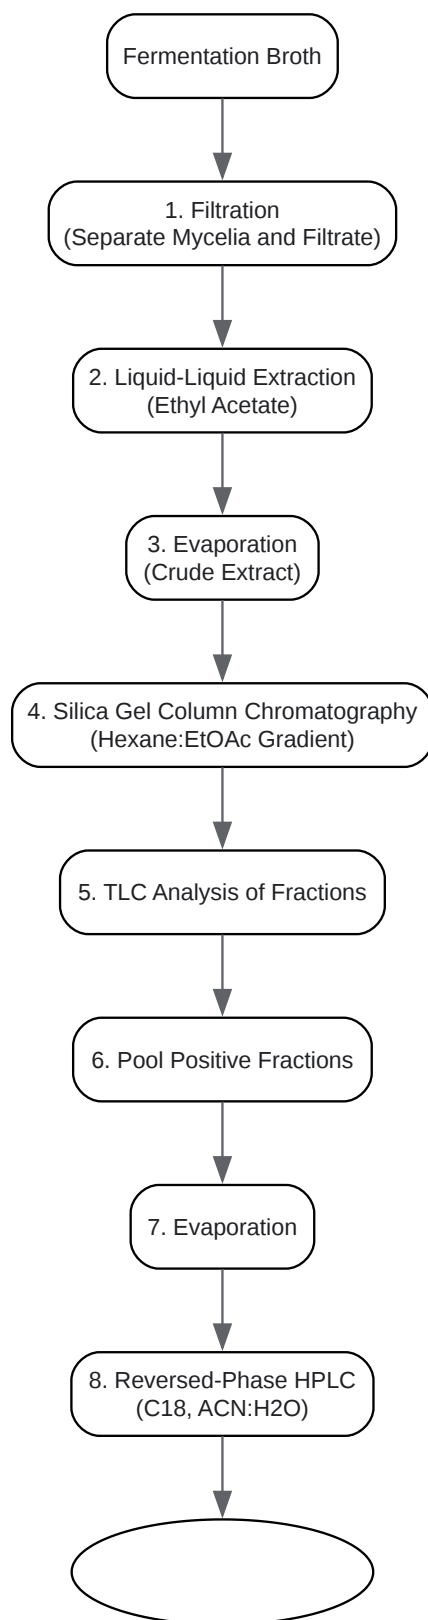 Fermentation Broth
1. Filtration
(Separate Mycelia and Filtrate)
2. Liquid-Liquid Extraction
(Ethyl Acetate)
3. Evaporation
(Crude Extract)
4. Silica Gel Column Chromatography
(Hexane:EtOAc Gradient)
5. TLC Analysis of Fractions
6. Pool Positive Fractions
7. Evaporation
8. Reversed-Phase HPLC
(C18, ACN:H2O)